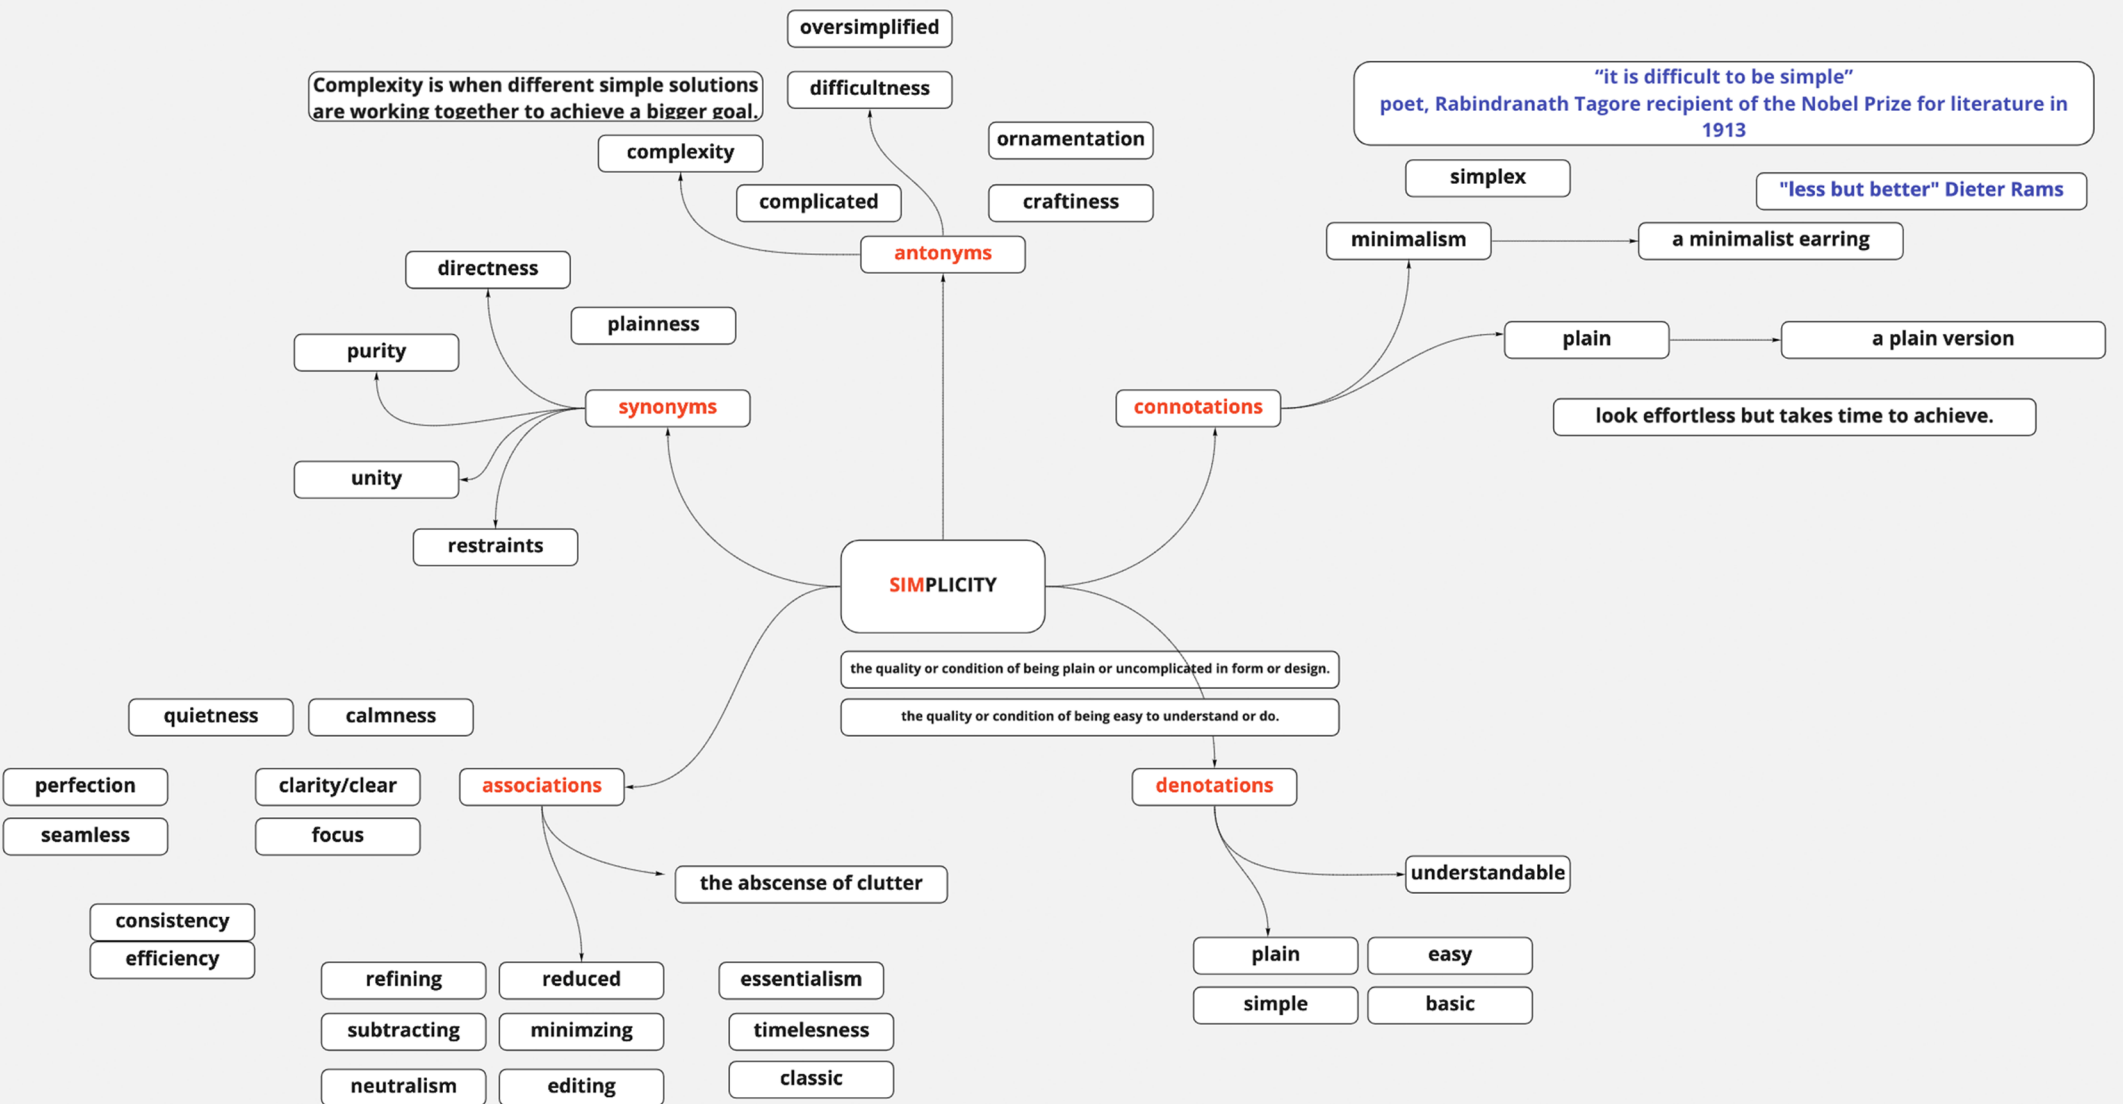 oversimplified
Complexity is when different simple solutions
are working together to achieve a bigger goal.
difficultness
“it is difficult to be simple”
poet, Rabindranath Tagore recipient of the Nobel Prize for literature in
1913
complexity
ornamentation
complicated
craftiness
simplex
"less but better" Dieter Rams
antonyms
minimalism
a minimalist earring
directness
plainness
purity
plain
a plain version
synonyms
connotations
look effortless but takes time to achieve.
unity
restraints
SIMPLICITY
the quality or condition of being plain or uncomplicated in form or design.
the quality or condition of being easy to understand or do.
quietness
calmness
perfection
clarity/clear
associations
denotations
seamless
focus
the abscense of clutter
understandable
consistency
efficiency
plain
easy
refining
reduced
essentialism
simple
basic
subtracting
minimzing
timelesness
neutralism
editing
classic